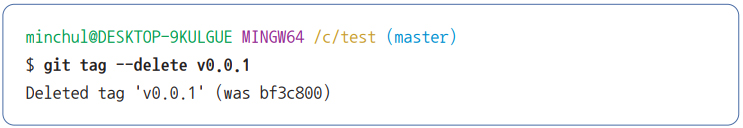 minchul@DESKTOP-9KULGUE MINGW64 /c/test (master)
$ git tag --delete v0.0.1
Deleted tag 'v0.0.1' (was bf3c800)